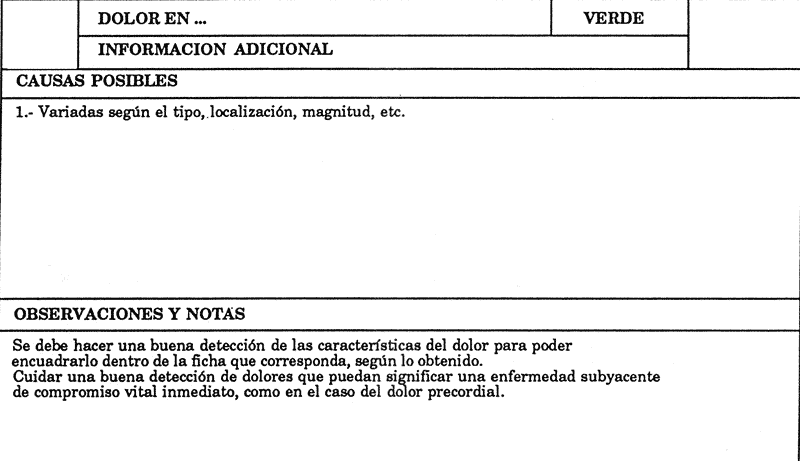 DOLOR EN ...
VERDE
INFORMACION ADICIONAL
CAUSAS POSIBLES
1.- Variadas según el tipo, localización, magnitud, etc.
OBSERVACIONES Y NOTAS
Se debe hacer una buena detección de las características del dolor para poder
encuadrarlo dentro de la ficha que corresponda, según lo obtenido.
Cuidar una buena detección de dolores que puedan significar una enfermedad subyacente
de compromiso vital inmediato, como en el caso del dolor precordial.